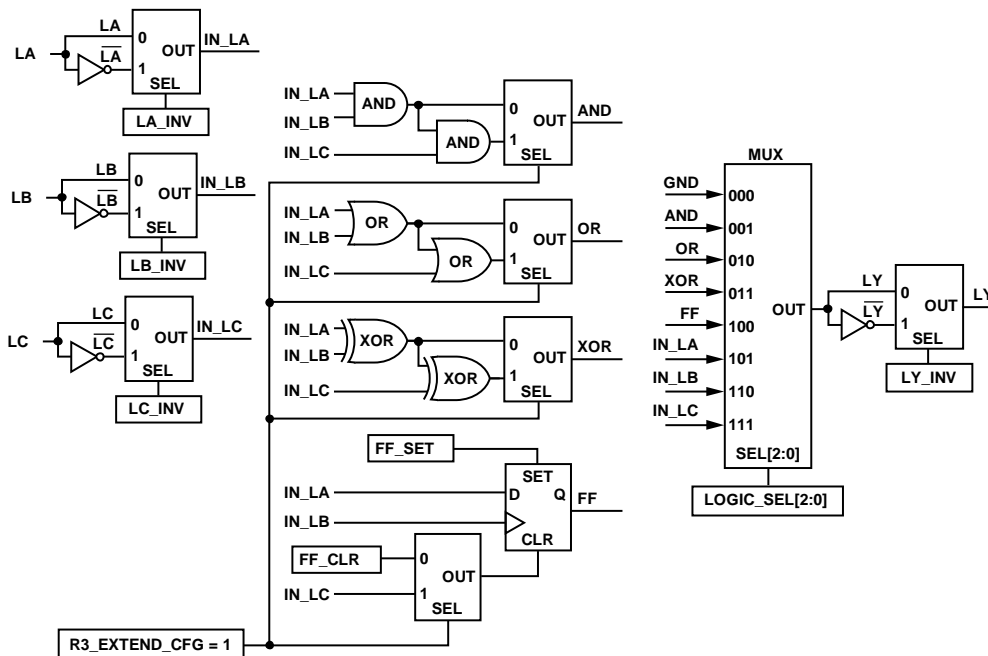 LA
LA
0
LA
1
OUT
SEL
IN_LA
LA_INV
LB
LB
0
LB
1
OUT
SEL
IN_LB
LB_INV
LC
LC
0
LC
1
OUT
SEL
IN_LC
LC_INV
IN_LA
IN_LB
IN_LC
AND
AND
0
1
OUT
SEL
AND
IN_LA
IN_LB
IN_LC
OR
OR
0
1
OUT
SEL
OR
IN_LA
IN_LB
IN_LC
XOR
XOR
0
1
OUT
SEL
XOR
FF_SET
IN_LA
IN_LB
SET
D
Q
CLR
FF
FF_CLR
IN_LC
0
1
OUT
SEL
R3_EXTEND_CFG = 1
MUX
GND
000
AND
001
OR
010
XOR
011
FF
100
IN_LA
101
IN_LB
110
IN_LC
111
OUT
SEL[2:0]
LOGIC_SEL[2:0]
LY
0
LY
1
OUT
SEL
LY
LY_INV